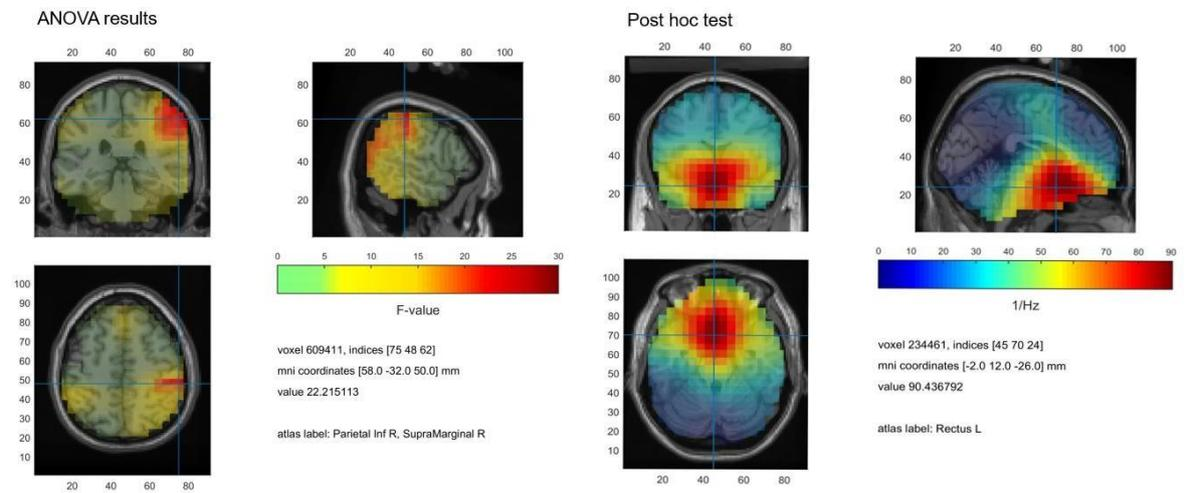 ANOVA results
20 40 60 80
80
60
40
20
20 40 60 80 100
80
60
40
20
0 5 10 15 20 25 30
F-value
100
90
80
70
60
50
40
30
20
10
20 40 60 80
voxel 609411, indices [75 48 62]
mni coordinates [58.0 -32.0 50.0] mm
value 22.215113
atlas label: Parietal Inf R, SupraMarginal R
Post hoc test
20 40 60 80
80
60
40
20
20 40 60 80 100
80
60
40
20
0 10 20 30 40 50 60 70 80 90
1/Hz
100
90
80
70
60
50
40
30
20
10
20 40 60 80
voxel 234461, indices [45 70 24]
mni coordinates [-2.0 12.0 -26.0] mm
value 90.436792
atlas label: Rectus L